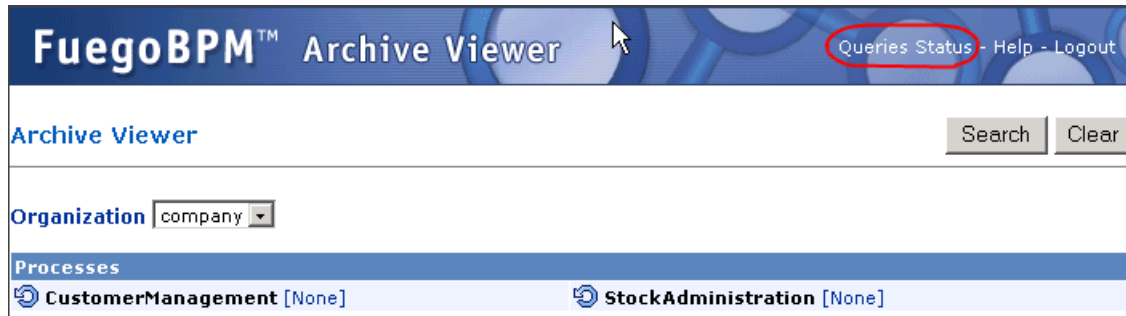 FuegoBPM™ Archive Viewer
Queries Status - Help - Logout
Archive Viewer
Search
Clear
Organization company
Processes
CustomerManagement [None]
StockAdministration [None]